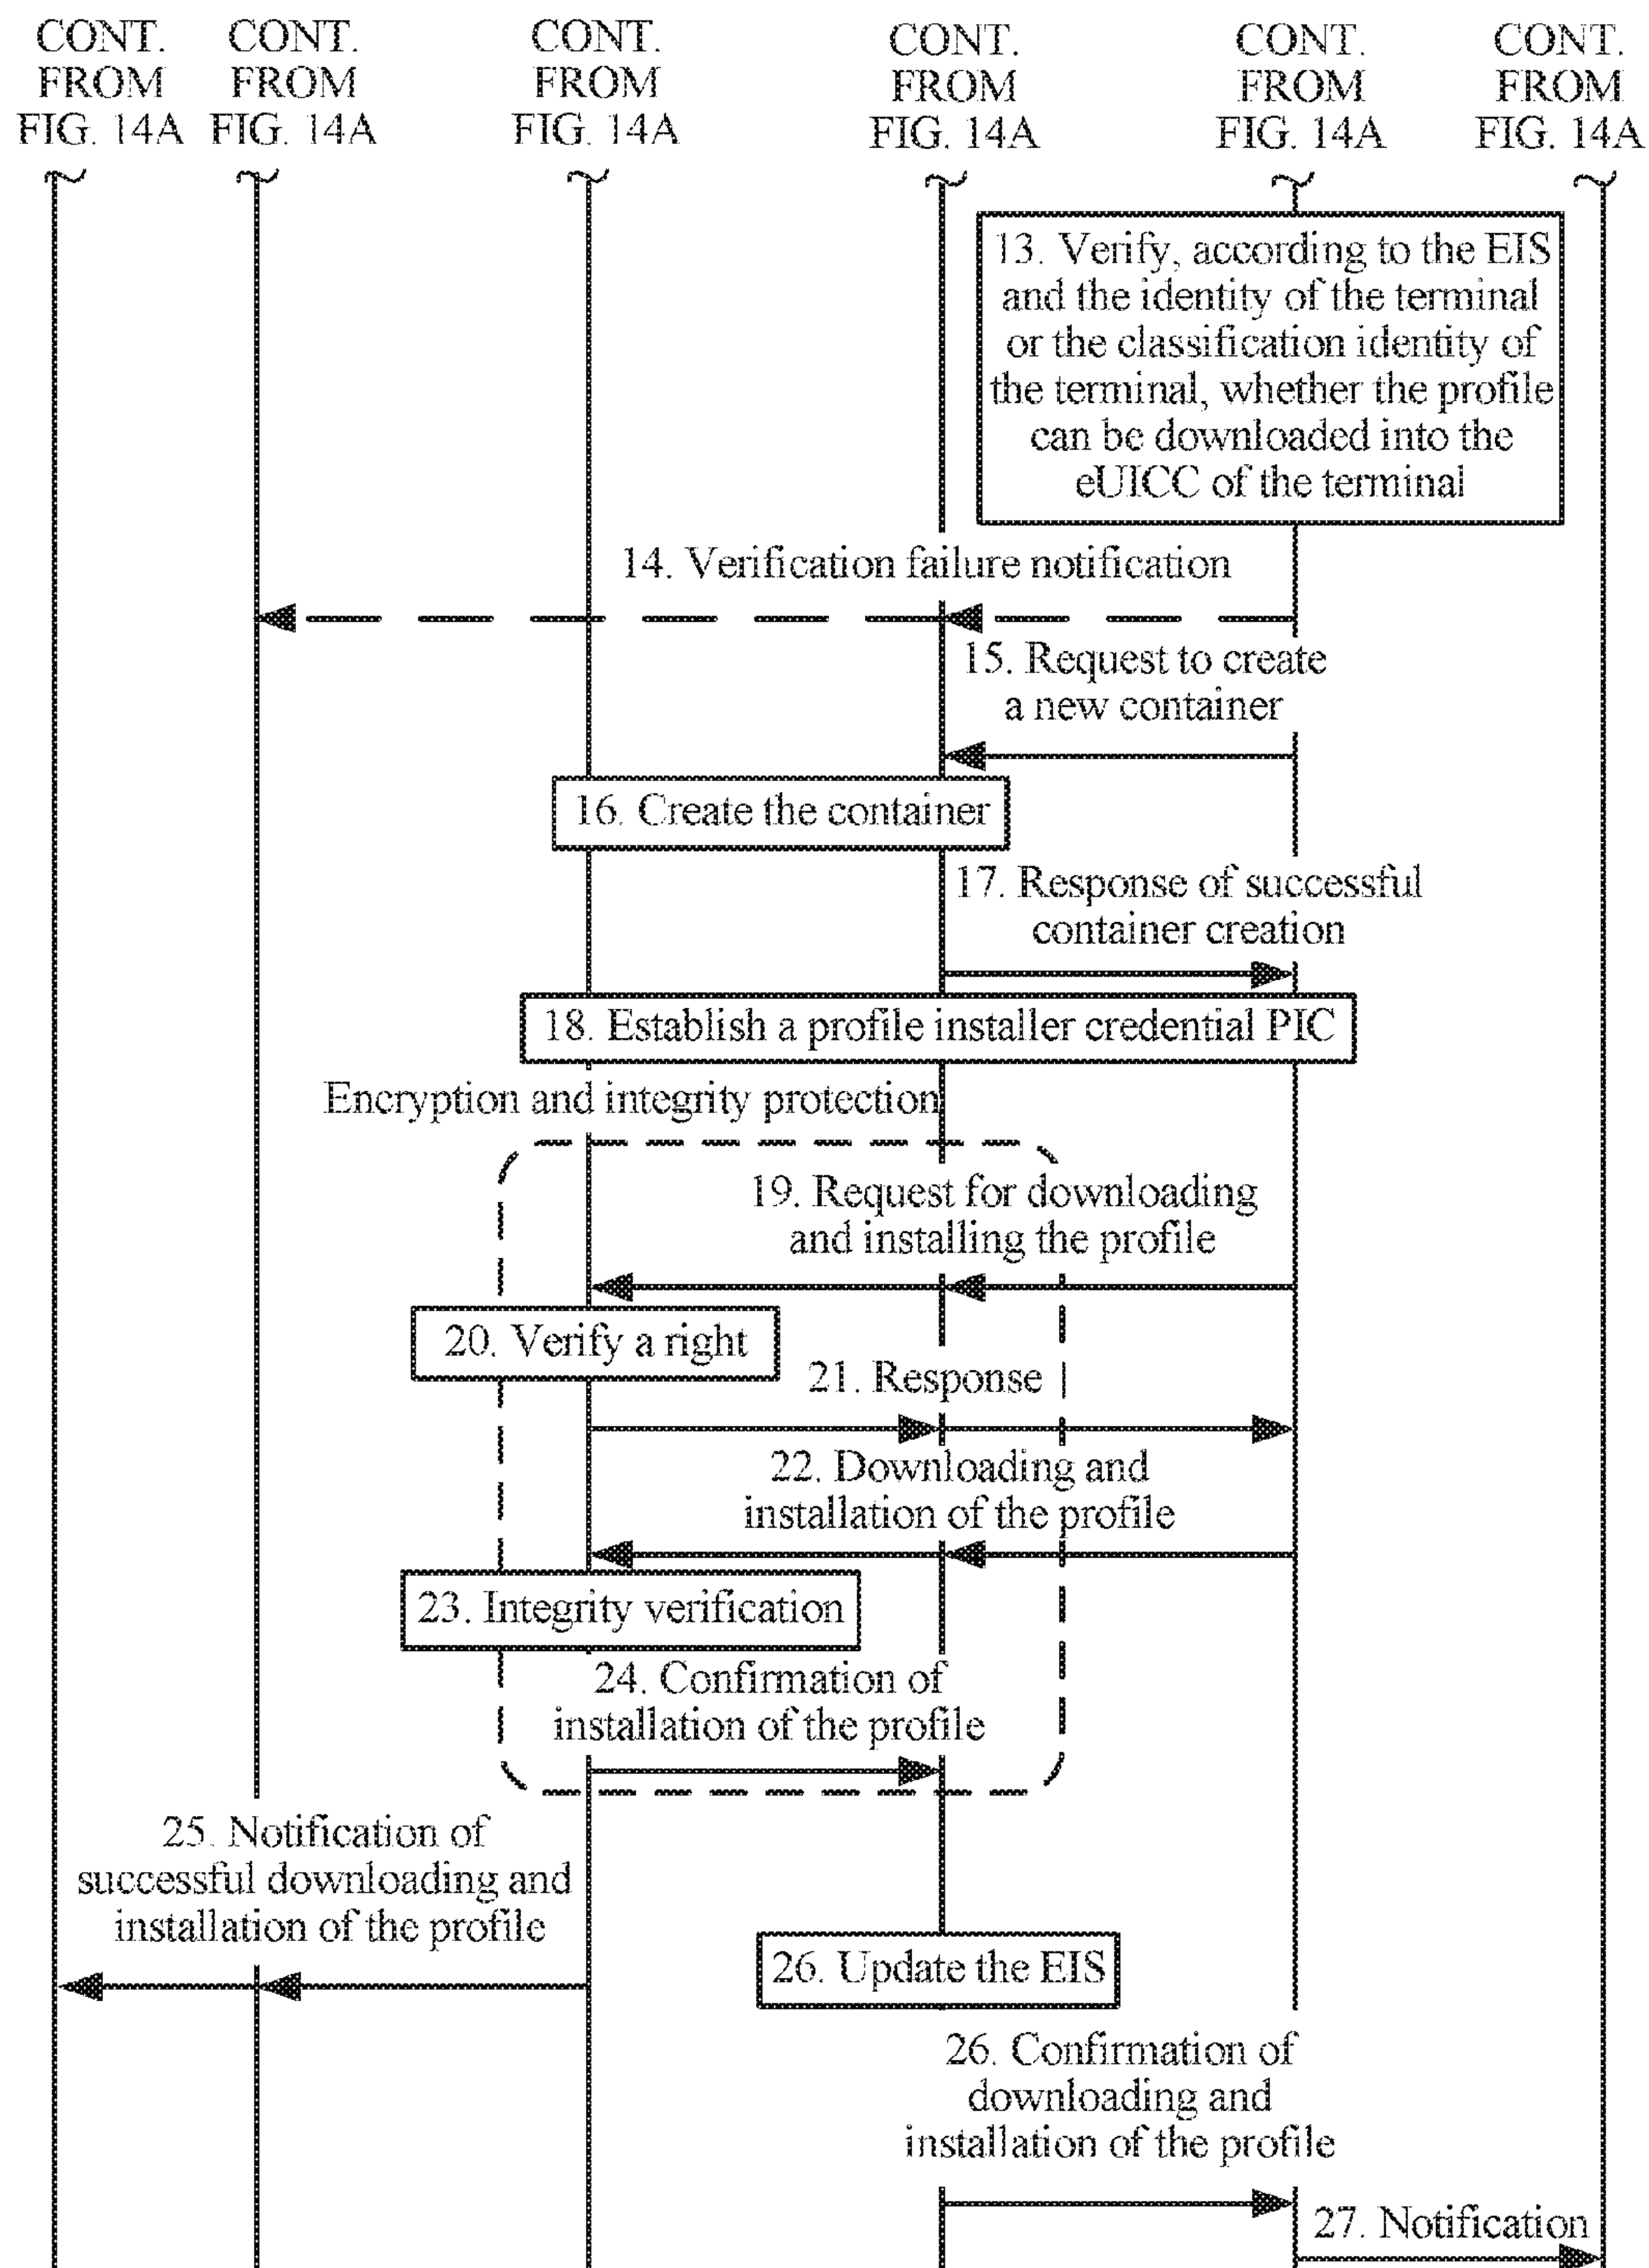 CONT. FROM FIG. 14A
CONT. FROM FIG. 14A
CONT. FROM FIG. 14A
CONT. FROM FIG. 14A
CONT. FROM FIG. 14A
CONT. FROM FIG. 14A
13. Verify, according to the EIS
and the identity of the terminal
or the classification identity of
the terminal, whether the profile
can be downloaded into the
eUICC of the terminal
14. Verification failure notification
15. Request to create
a new container
16. Create the container
17. Response of successful
container creation
18. Establish a profile installer credential PIC
Encryption and integrity protection
19. Request for downloading
and installing the profile
20. Verify a right
21. Response
22. Downloading and
installation of the profile
23. Integrity verification
24. Confirmation of
installation of the profile
25. Notification of
successful downloading and
installation of the profile
26. Update the EIS
26. Confirmation of
downloading and
installation of the profile
27. Notification